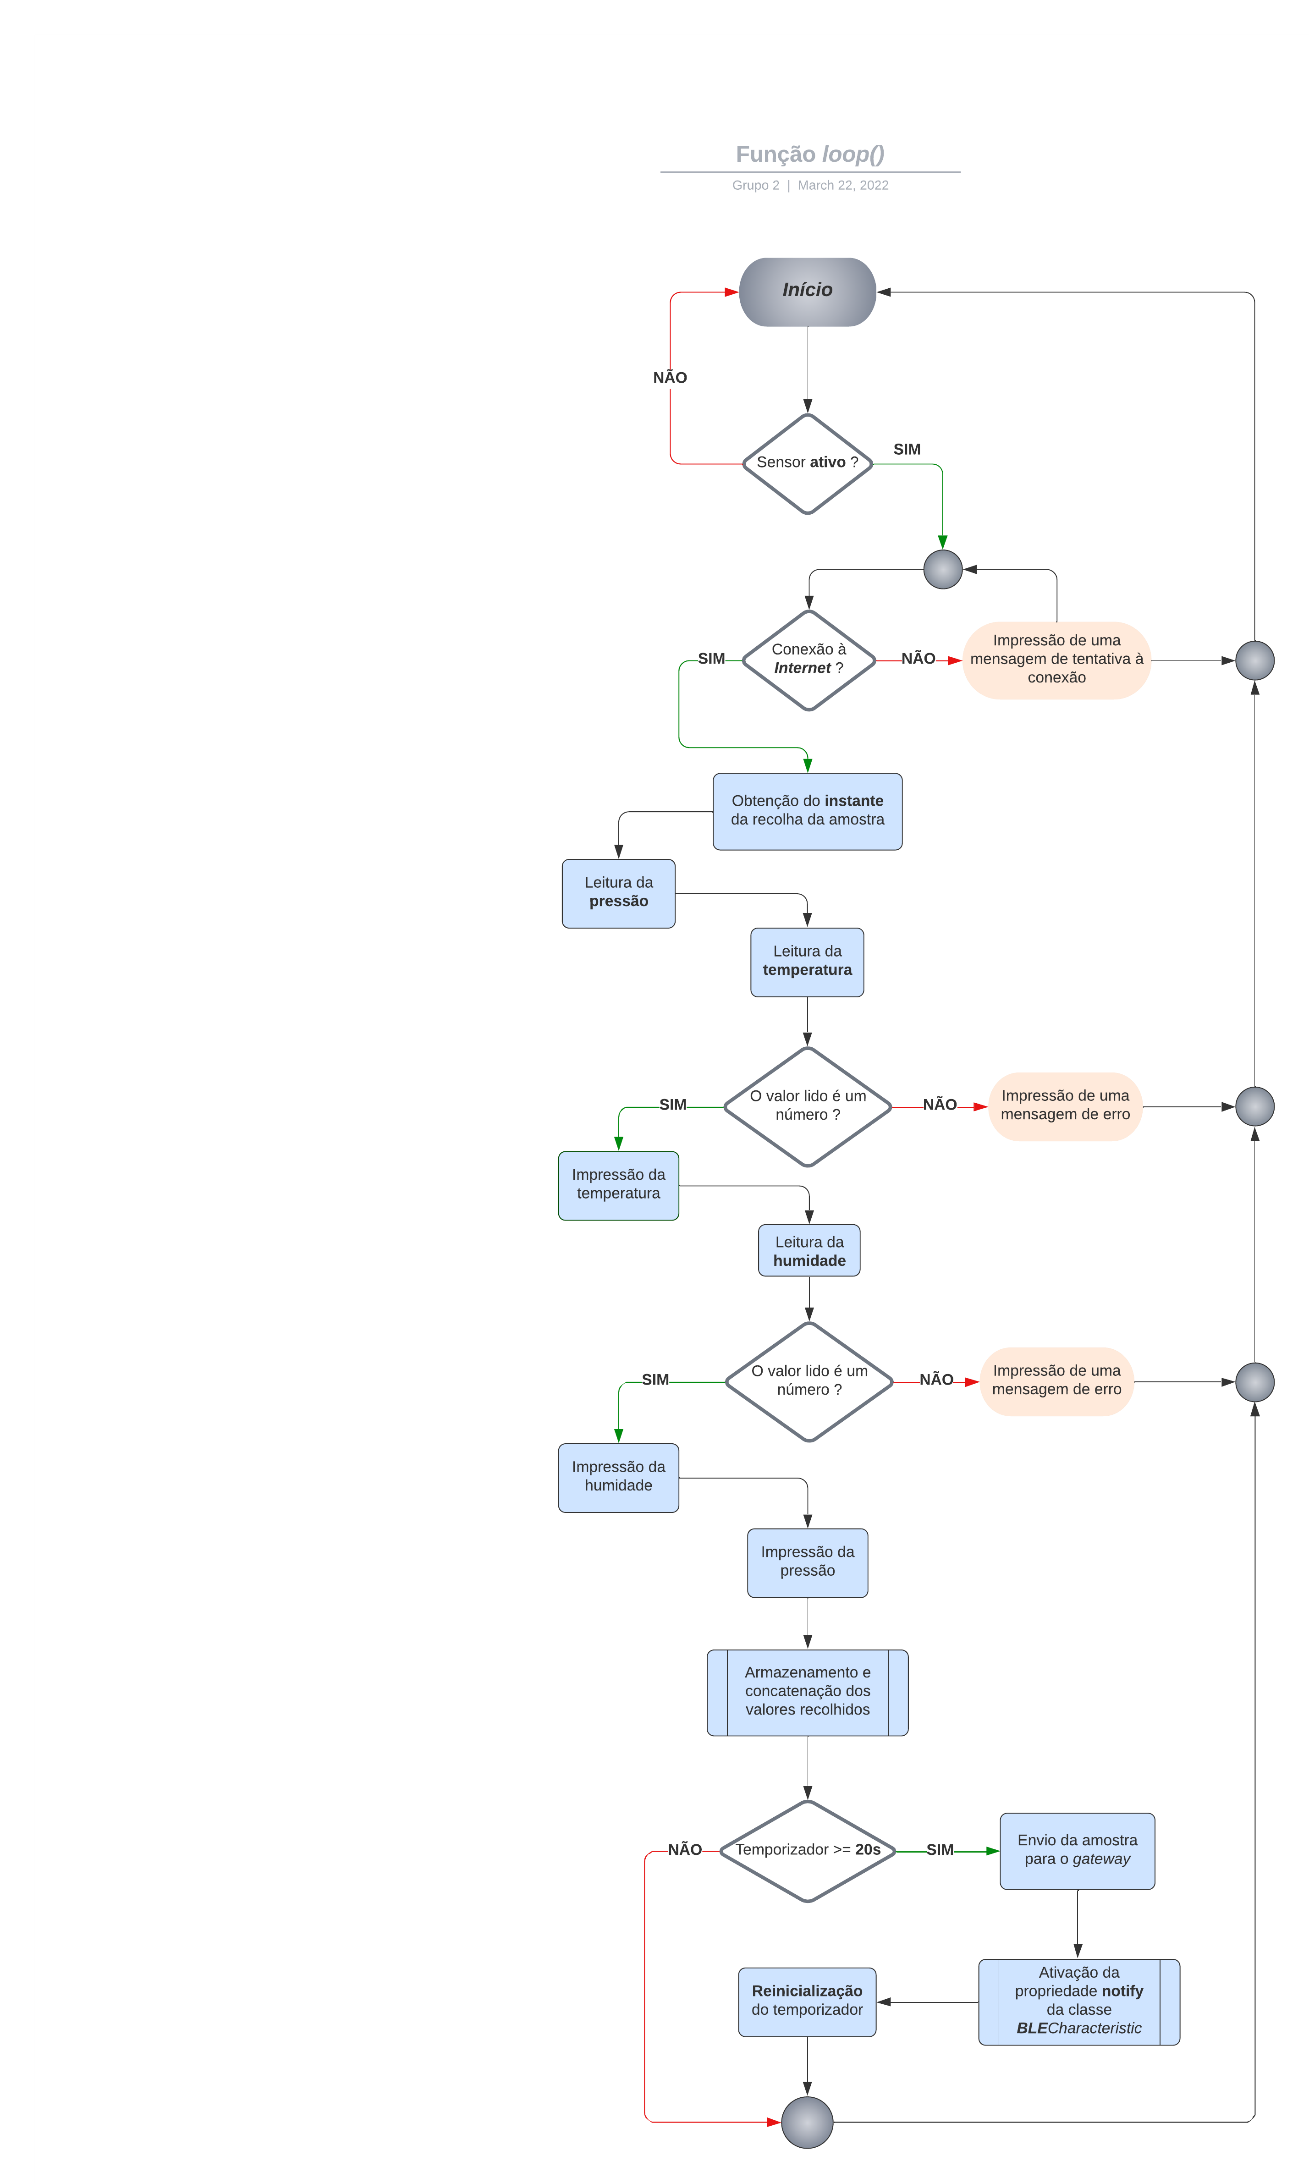 Função loop()
Grupo 2 | March 22, 2022
Início
NÃO
Sensor ativo ?
SIM
Conexão à
Internet ?
SIM
NÃO
Impressão de uma
mensagem de tentativa à
conexão
Obtenção do instante
da recolha da amostra
Leitura da
pressão
Leitura da
temperatura
O valor lido é um
número ?
SIM
NÃO
Impressão de uma
mensagem de erro
Impressão da
temperatura
Leitura da
humidade
O valor lido é um
número ?
SIM
NÃO
Impressão de uma
mensagem de erro
Impressão da
humidade
Impressão da
pressão
Armazenamento e
concatenação dos
valores recolhidos
NÃO
Temporizador >= 20s
SIM
Envio da amostra
para o gateway
Ativação da
propriedade notify
da classe
BLECharacteristic
Reinicialização
do temporizador